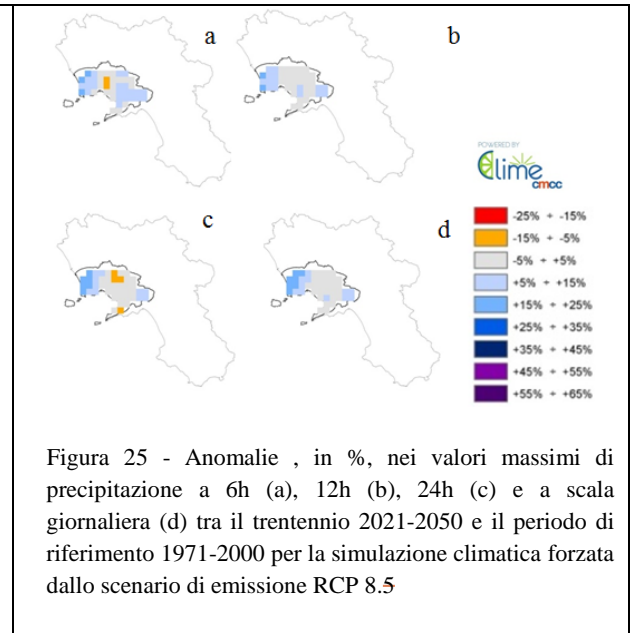 a
b
POWERED BY
Clime
cmcc
c
d
-25% ÷ -15%
-15% ÷ -5%
-5% ÷ +5%
+5% ÷ +15%
+15% ÷ +25%
+25% ÷ +35%
+35% ÷ +45%
+45% ÷ +55%
+55% ÷ +65%
Figura 25 - Anomalie , in %, nei valori massimi di
precipitazione a 6h (a), 12h (b), 24h (c) e a scala
giornaliera (d) tra il trentennio 2021-2050 e il periodo di
riferimento 1971-2000 per la simulazione climatica forzata
dallo scenario di emissione RCP 8.5